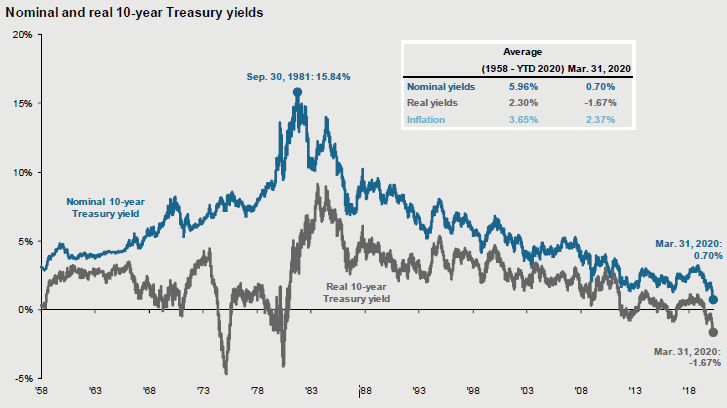 Nominal and real 10-year Treasury yields
20%
15%
10%
5%
0%
-5%
'58 '63 '68 '73 '78 '83 '88 '93 '98 '03 '08 '13 '18
Sep. 30, 1981: 15.84%
Average
(1958 - YTD 2020) Mar. 31, 2020
Nominal yields 5.96% 0.70%
Real yields 2.30% -1.67%
Inflation 3.65% 2.37%
Nominal 10-year
Treasury yield
Real 10-year
Treasury yield
Mar. 31, 2020:
0.70%
Mar. 31, 2020:
-1.67%